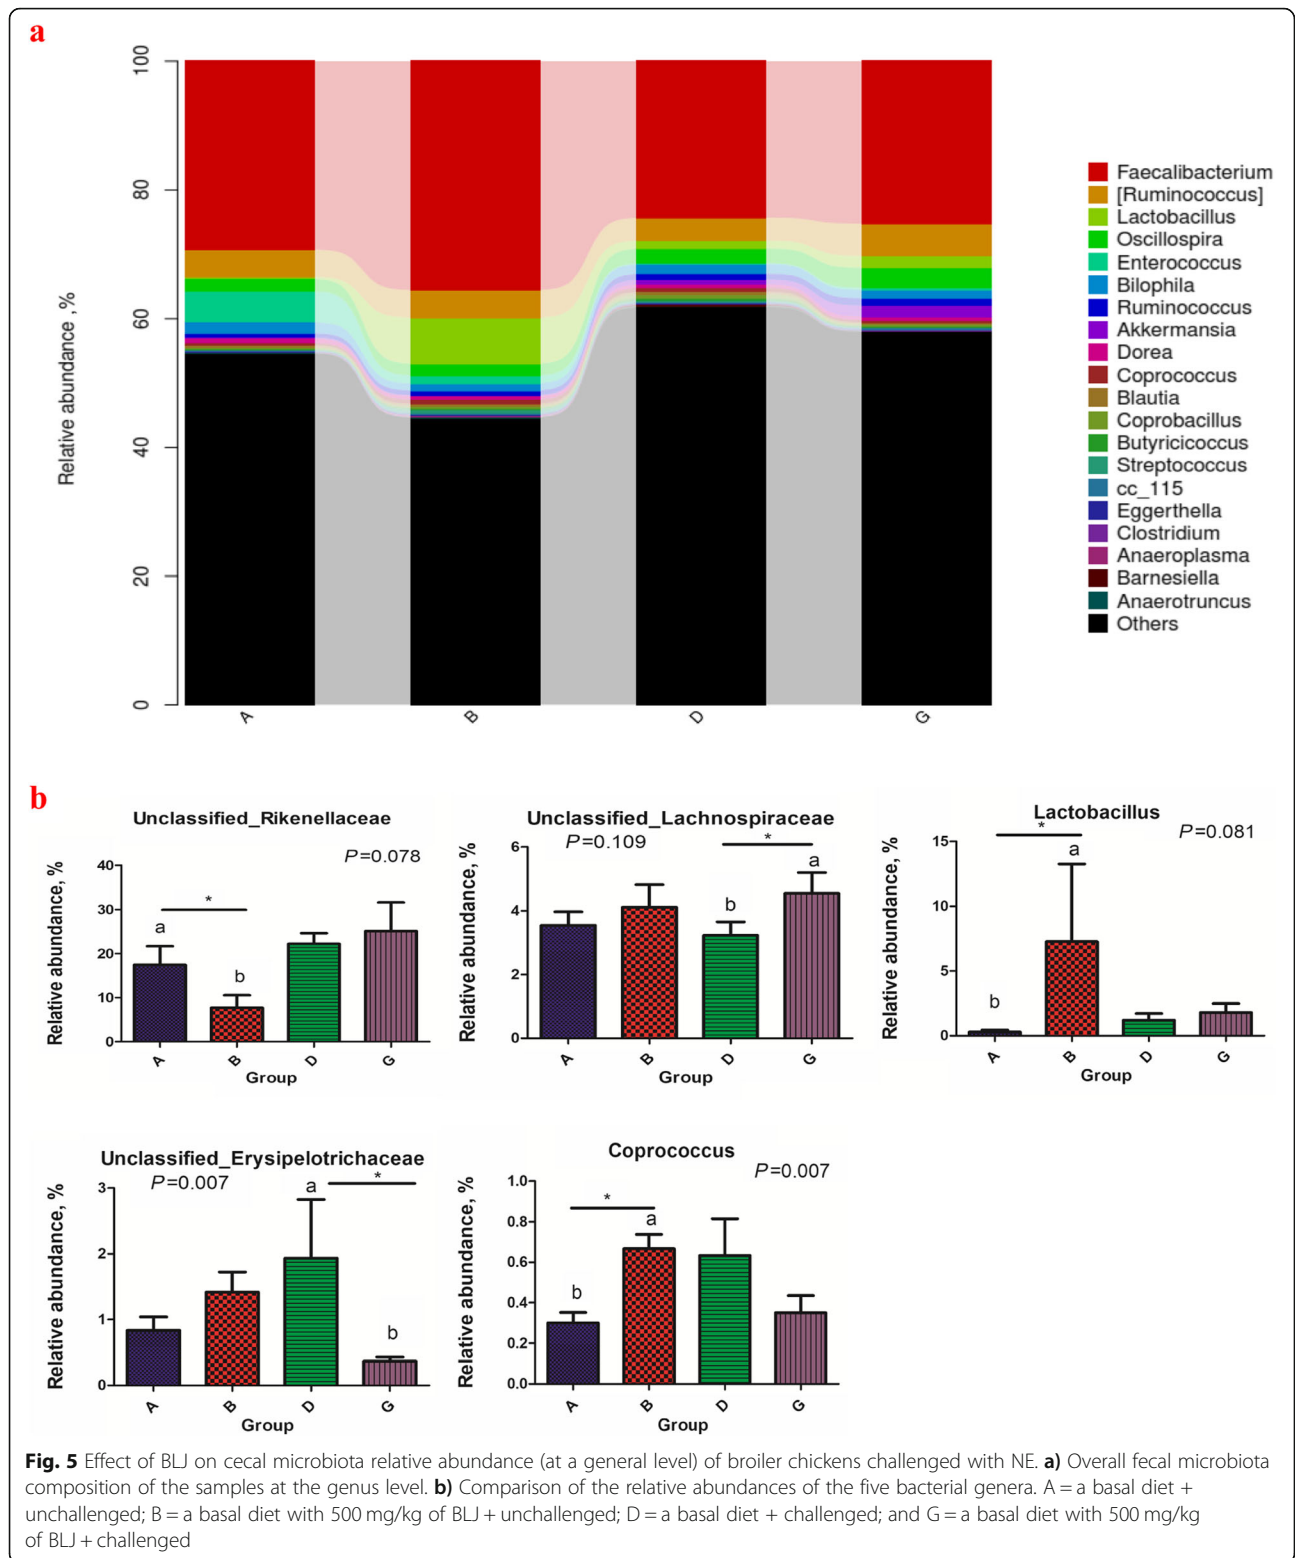 a
100
80
60
40
20
0
Relative abundance ,%
A
B
D
G
Faecalibacterium
[Ruminococcus]
Lactobacillus
Oscillospira
Enterococcus
Bilophila
Ruminococcus
Akkermansia
Dorea
Coprococcus
Blautia
Coprobacillus
Butyricicoccus
Streptococcus
cc_115
Eggerthella
Clostridium
Anaeroplasma
Barnesiella
Anaerotruncus
Others
b
Unclassified_Rikenellaceae
P=0.078
Relative abundance, %
40
30
20
10
0
*
a
b
A
B
D
G
Group
Unclassified_Lachnospiraceae
P=0.109
Relative abundance, %
6
4
2
0
*
b
a
A
B
D
G
Group
Lactobacillus
P=0.081
Relative abundance, %
15
10
5
0
*
b
a
A
B
D
G
Group
Unclassified_Erysipelotrichaceae
P=0.007
Relative abundance, %
3
2
1
0
*
a
b
A
B
D
G
Group
Coprococcus
P=0.007
Relative abundance, %
1.0
0.8
0.6
0.4
0.2
0.0
*
b
a
A
B
D
G
Group
Fig. 5 Effect of BLJ on cecal microbiota relative abundance (at a general level) of broiler chickens challenged with NE. a) Overall fecal microbiota
composition of the samples at the genus level. b) Comparison of the relative abundances of the five bacterial genera. A = a basal diet +
unchallenged; B = a basal diet with 500 mg/kg of BLJ + unchallenged; D = a basal diet + challenged; and G = a basal diet with 500 mg/kg
of BLJ + challenged